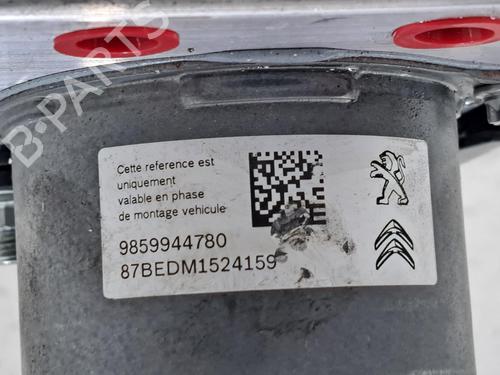 B-PARTS
Cette reference est
uniquement
valable en phase
de montage vehicule
9859944780
87BEDM1524159